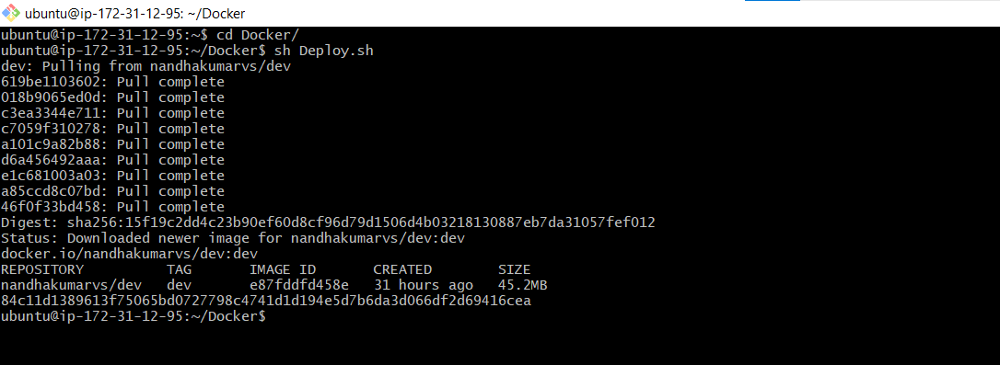 ubuntu@ip-172-31-12-95: ~/Docker
ubuntu@ip-172-31-12-95:~$ cd Docker/
ubuntu@ip-172-31-12-95:~/Docker$ sh Deploy.sh
dev: Pulling from nandhakumarvs/dev
619be1103602: Pull complete
018b9065ed0d: Pull complete
c3ea3344e711: Pull complete
c7059f310278: Pull complete
a101c9a82b88: Pull complete
d6a456492aaa: Pull complete
e1c681003a03: Pull complete
a85ccd8c07bd: Pull complete
46f0f33bd458: Pull complete
Digest: sha256:15f19c2dd4c23b90ef60d8cf96d79d1506d4b03218130887eb7da31057fef012
Status: Downloaded newer image for nandhakumarvs/dev:dev
docker.io/nandhakumarvs/dev:dev
REPOSITORY          TAG       IMAGE ID       CREATED        SIZE
nandhakumarvs/dev   dev       e87fddfd458e   31 hours ago   45.2MB
84c11d1389613f75065bd0727798c4741d1d194e5d7b6da3d066df2d69416cea
ubuntu@ip-172-31-12-95:~/Docker$